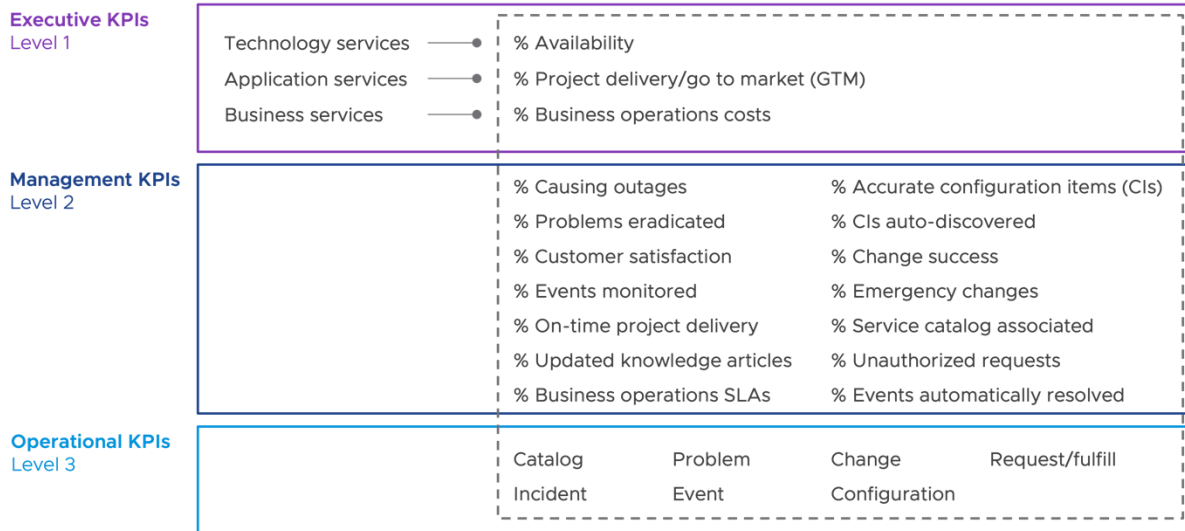 Executive KPIs
Level 1
Technology services
% Availability
Application services
% Project delivery/go to market (GTM)
Business services
% Business operations costs
Management KPIs
Level 2
% Causing outages
% Accurate configuration items (CIs)
% Problems eradicated
% CIs auto-discovered
% Customer satisfaction
% Change success
% Events monitored
% Emergency changes
% On-time project delivery
% Service catalog associated
% Updated knowledge articles
% Unauthorized requests
% Business operations SLAs
% Events automatically resolved
Operational KPIs
Level 3
Catalog
Problem
Change
Request/fulfill
Incident
Event
Configuration